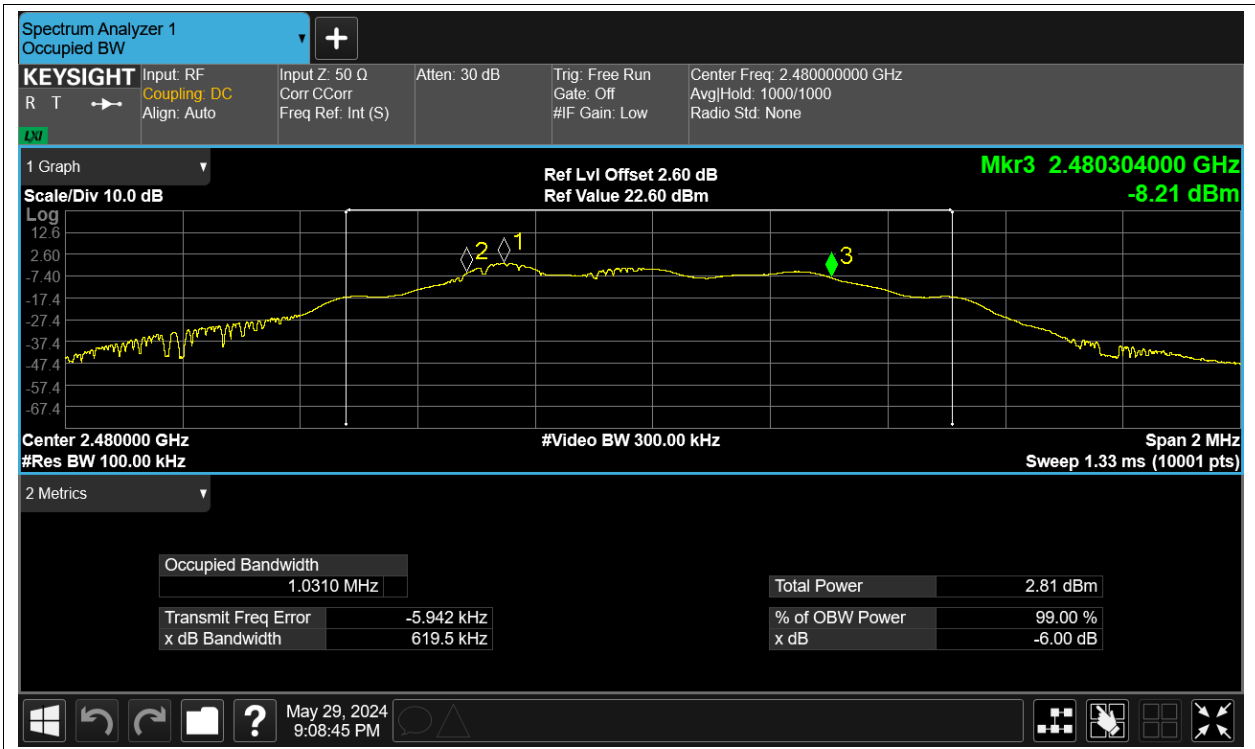 Spectrum Analyzer 1
Occupied BW
KEYSIGHT
R T
LXI
Input: RF
Coupling: DC
Align: Auto
Input Z: 50 Ω
Corr CCorr
Freq Ref: Int (S)
Atten: 30 dB
Trig: Free Run
Gate: Off
#IF Gain: Low
Center Freq: 2.480000000 GHz
Avg|Hold: 1000/1000
Radio Std: None
1 Graph
Scale/Div 10.0 dB
Ref Lvl Offset 2.60 dB
Ref Value 22.60 dBm
Mkr3 2.480304000 GHz
-8.21 dBm
Log
12.6
2.60
-7.40
-17.4
-27.4
-37.4
-47.4
-57.4
-67.4
2
1
3
Center 2.480000 GHz
#Video BW 300.00 kHz
Span 2 MHz
#Res BW 100.00 kHz
Sweep 1.33 ms (10001 pts)
2 Metrics
Occupied Bandwidth
1.0310 MHz
Total Power 2.81 dBm
Transmit Freq Error -5.942 kHz
% of OBW Power 99.00 %
x dB Bandwidth 619.5 kHz
x dB -6.00 dB
?
May 29, 2024
9:08:45 PM